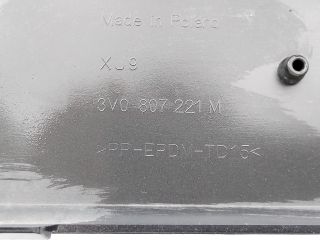 Made in Poland
XJ9
3V0 807 221 M
>PP-EPDM-TD15<